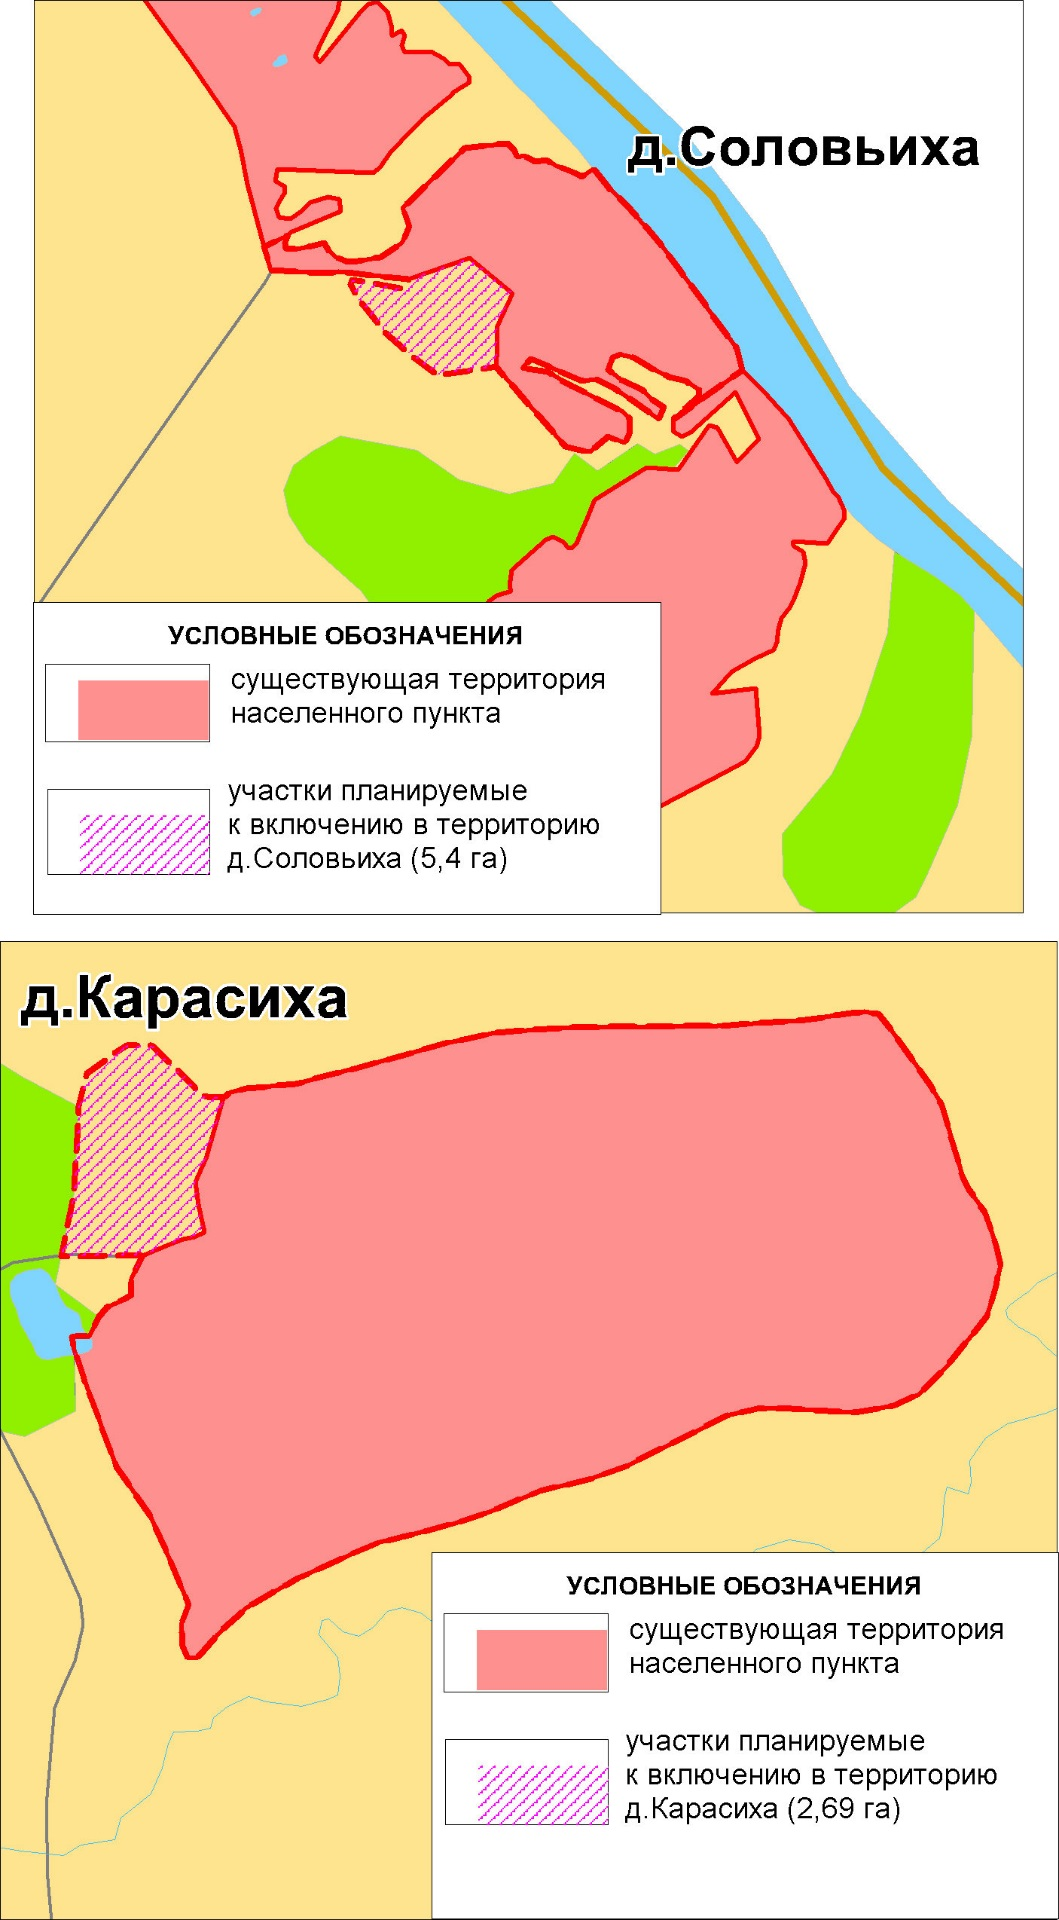 д.Соловьиха
УСЛОВНЫЕ ОБОЗНАЧЕНИЯ
существующая территория
населенного пункта
участки планируемые
к включению в территорию
д.Соловьиха (5,4 га)
д.Карасиха
УСЛОВНЫЕ ОБОЗНАЧЕНИЯ
существующая территория
населенного пункта
участки планируемые
к включению в территорию
д.Карасиха (2,69 га)